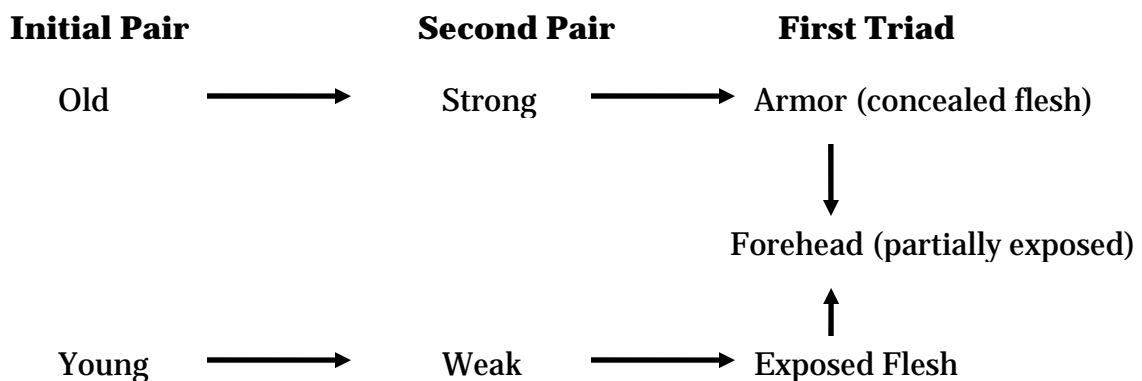 Initial Pair Second Pair First Triad
Old Strong Armor (concealed flesh)
Forehead (partially exposed)
Young Weak Exposed Flesh